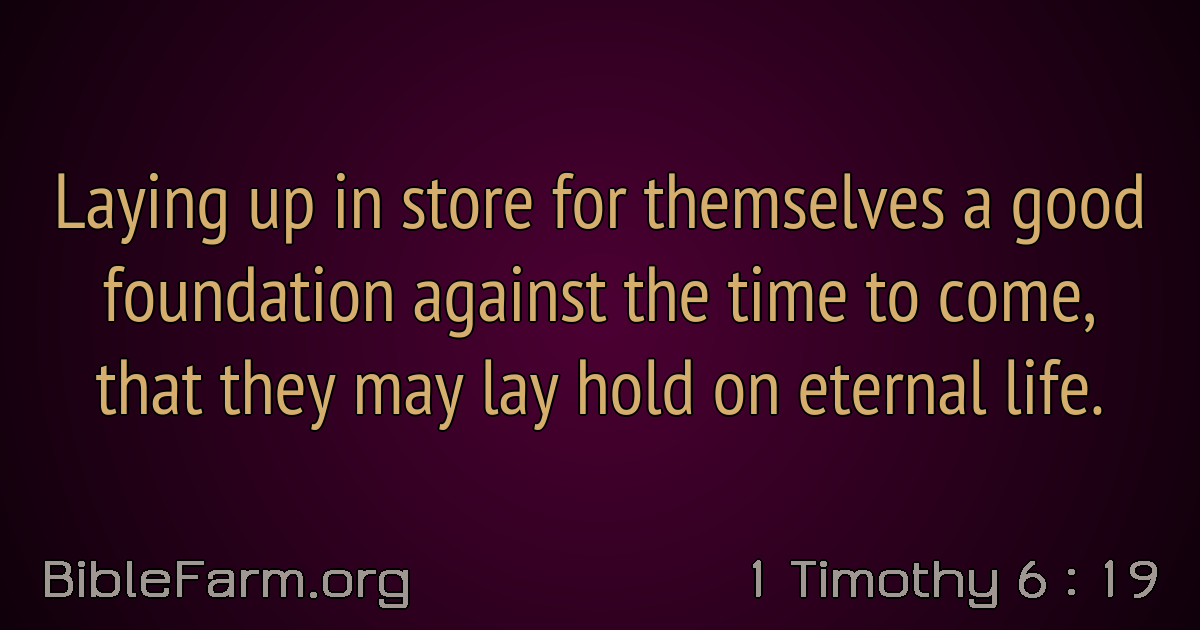 Laying up in store for themselves a good
foundation against the time to come,
that they may lay hold on eternal life.
BibleFarm.org
1 Timothy 6 : 19